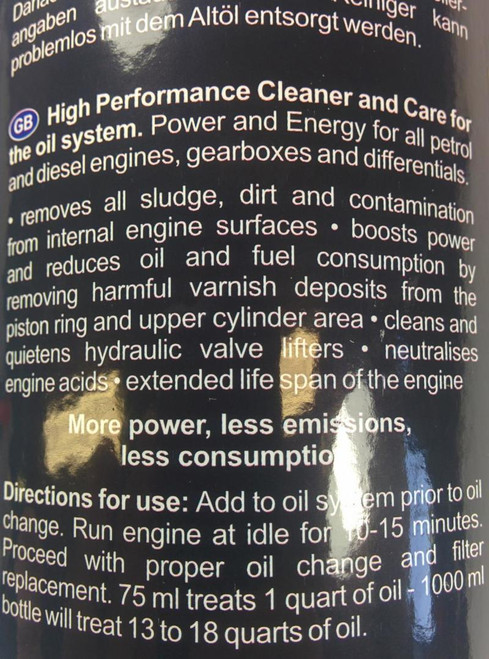 angaben
einiger kann
problemlos mit dem Altöl entsorgt werden.
GB High Performance Cleaner and Care for
the oil system. Power and Energy for all petrol
and diesel engines, gearboxes and differentials.
• removes all sludge, dirt and contamination
from internal engine surfaces • boosts power
and reduces oil and fuel consumption by
removing harmful varnish deposits from the
piston ring and upper cylinder area • cleans and
quietens hydraulic valve lifters • neutralises
engine acids • extended life span of the engine
More power, less emissions,
less consumptio
Directions for use: Add to oil system prior to oil
change. Run engine at idle for 10-15 minutes.
Proceed with proper oil change and filter
replacement. 75 ml treats 1 quart of oil - 1000 ml
bottle will treat 13 to 18 quarts of oil.